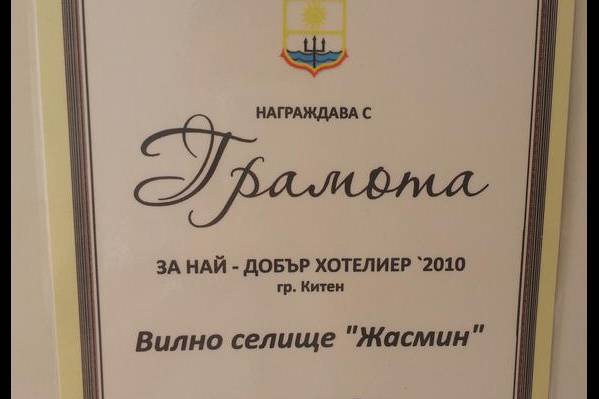 НАГРАЖДАВА С
Грамота
ЗА НАЙ - ДОБЪР ХОТЕЛИЕР `2010
гр. Китен
Вилно селище "Жасмин"